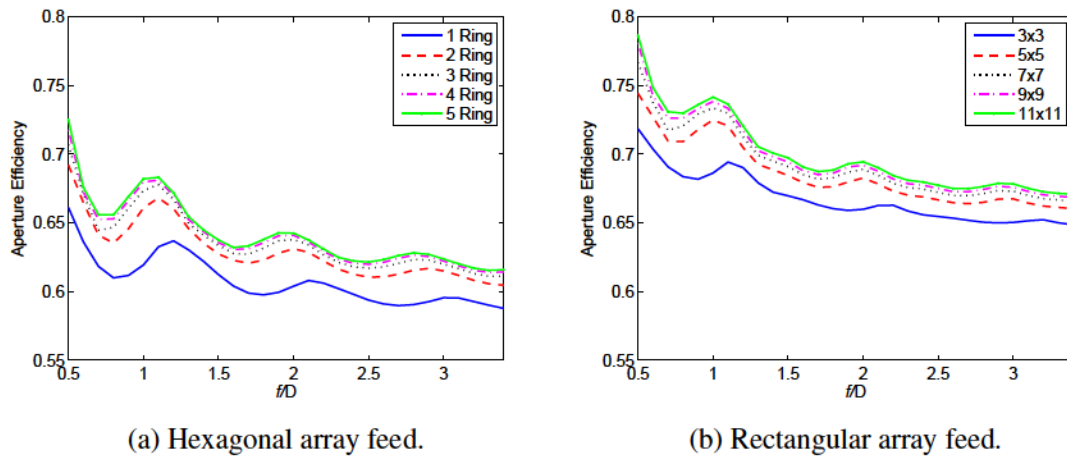 0.8
0.75
0.7
0.65
0.6
0.55
Aperture Efficiency
0.5 1 1.5 2 2.5 3
f/D
1 Ring
2 Ring
3 Ring
4 Ring
5 Ring
(a) Hexagonal array feed.
0.8
0.75
0.7
0.65
0.6
0.55
Aperture Efficiency
0.5 1 1.5 2 2.5 3
f/D
3x3
5x5
7x7
9x9
11x11
(b) Rectangular array feed.